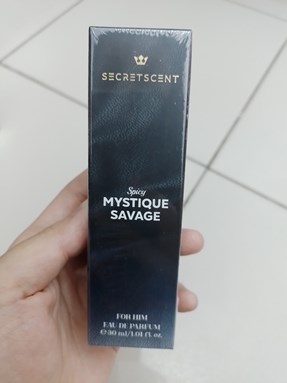 SECRETSCENT
Spicy
MYSTIQUE
SAVAGE
FOR HIM
EAU DE PARFUM
℮30 ml/1.01 fl. oz.